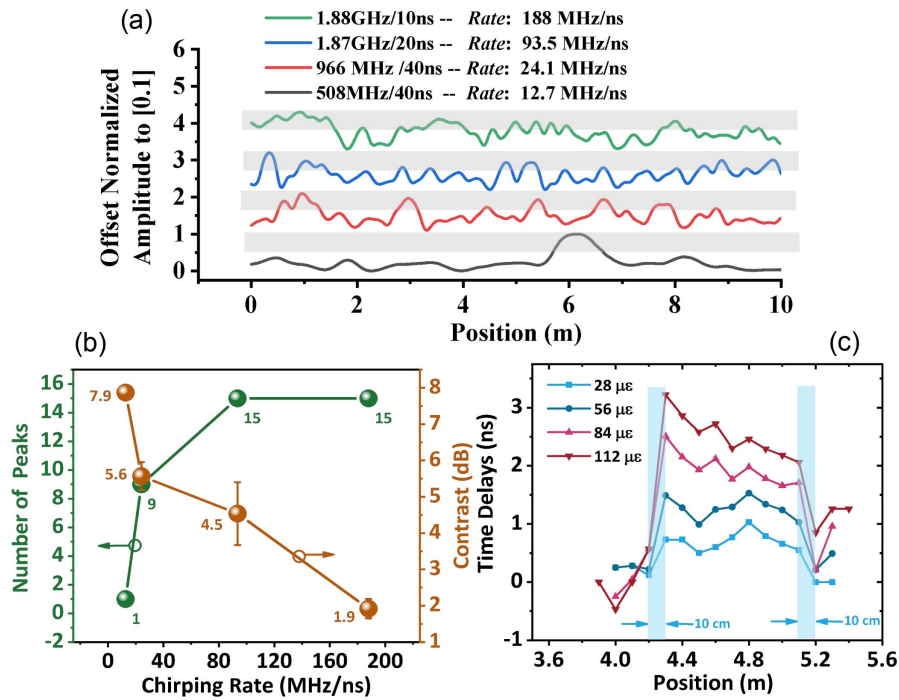 (a)
1.88GHz/10ns -- Rate: 188 MHz/ns
1.87GHz/20ns -- Rate: 93.5 MHz/ns
966 MHz /40ns -- Rate: 24.1 MHz/ns
508MHz/40ns -- Rate: 12.7 MHz/ns
Offset Normalized
Amplitude to [0.1]
6
5
4
3
2
1
0
0 2 4 6 8 10
Position (m)
(b)
Number of Peaks
16
14
12
10
8
6
4
2
0
-2
7.9
5.6
9
4.5
15
15
1
1.9
8
7
6
5
4
3
2
1
Contrast (dB)
0 40 80 120 160 200
Chirping Rate (MHz/ns)
(c)
Time Delays (ns)
3
2
1
0
-1
28 με
56 με
84 με
112 με
10 cm
10 cm
3.6 4.0 4.4 4.8 5.2 5.6
Position (m)